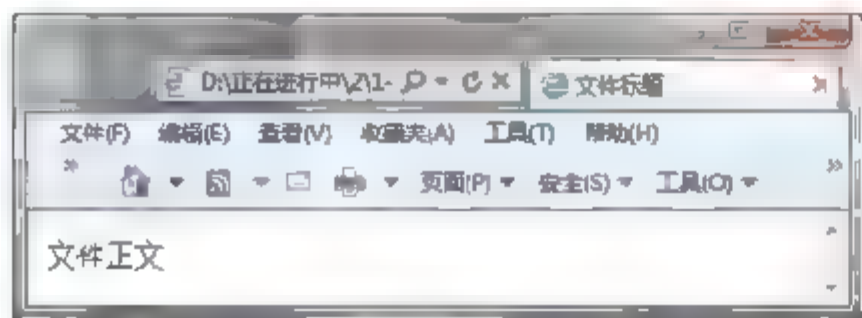 D:\正在进行中\Z\1- 文件标题
文件(F) 编辑(E) 查看(V) 收藏夹(A) 工具(T) 帮助(H)
页面(P) 安全(S) 工具(O)
文件正文